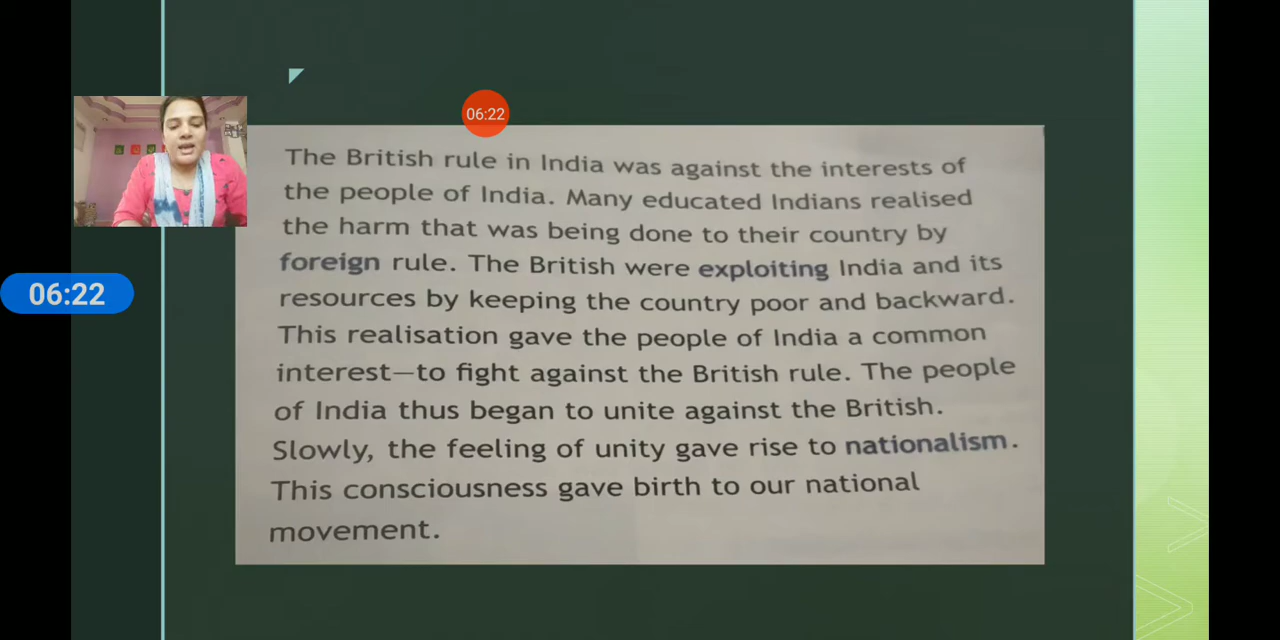 06:22
The British rule in India was against the interests of
the people of India. Many educated Indians realised
the harm that was being done to their country by
foreign rule. The British were exploiting India and its
resources by keeping the country poor and backward.
This realisation gave the people of India a common
interest—to fight against the British rule. The people
of India thus began to unite against the British.
Slowly, the feeling of unity gave rise to nationalism.
This consciousness gave birth to our national
movement.
06:22